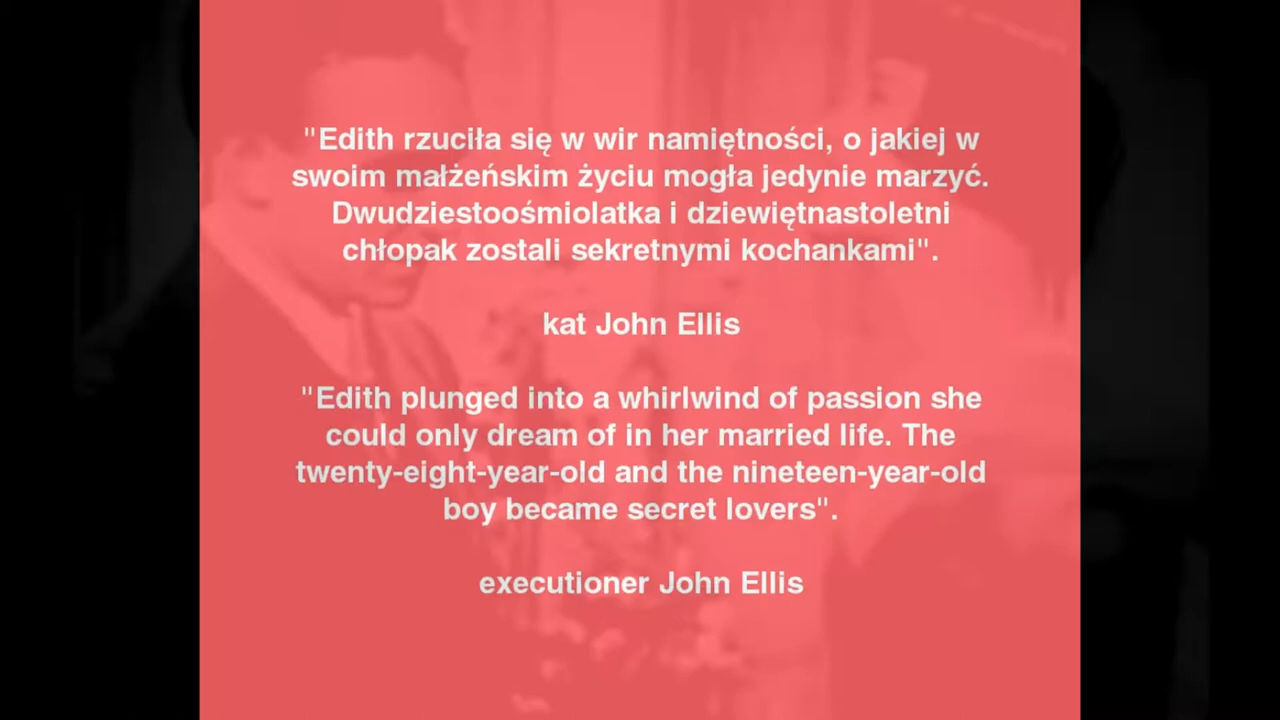 "Edith rzuciła się w wir namiętności, o jakiej w
swoim małżeńskim życiu mogła jedynie marzyć.
Dwudziestoośmiolatka i dziewiętnastoletni
chłopak zostali sekretnymi kochankami".
kat John Ellis
"Edith plunged into a whirlwind of passion she
could only dream of in her married life. The
twenty-eight-year-old and the nineteen-year-old
boy became secret lovers".
executioner John Ellis